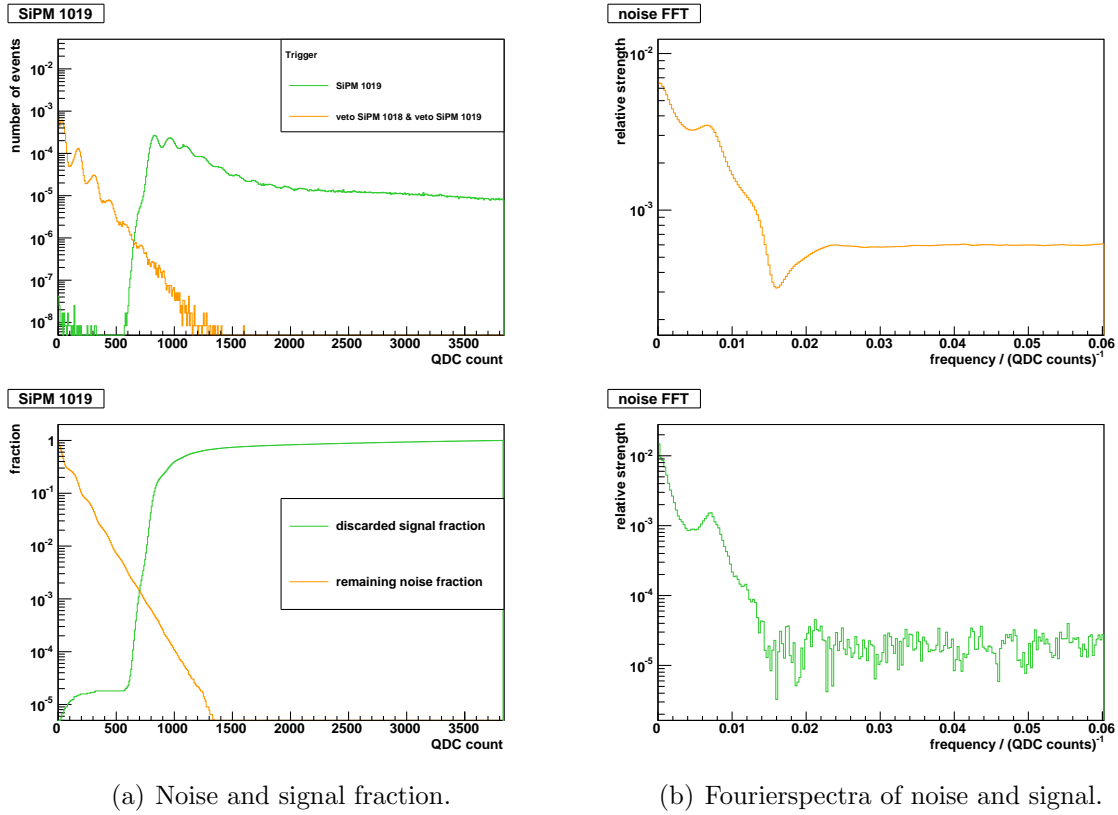 SiPM 1019
number of events
10⁻²
10⁻³
10⁻⁴
10⁻⁵
10⁻⁶
10⁻⁷
10⁻⁸
Trigger
SiPM 1019
veto SiPM 1018 & veto SiPM 1019
0 500 1000 1500 2000 2500 3000 3500
QDC count
noise FFT
relative strength
10⁻²
10⁻³
0 0.01 0.02 0.03 0.04 0.05 0.06
frequency / (QDC counts)⁻¹
SiPM 1019
fraction
1
10⁻¹
10⁻²
10⁻³
10⁻⁴
10⁻⁵
discarded signal fraction
remaining noise fraction
0 500 1000 1500 2000 2500 3000 3500
QDC count
noise FFT
relative strength
10⁻²
10⁻³
10⁻⁴
10⁻⁵
0 0.01 0.02 0.03 0.04 0.05 0.06
frequency / (QDC counts)⁻¹
(a) Noise and signal fraction.
(b) Fourierspectra of noise and signal.